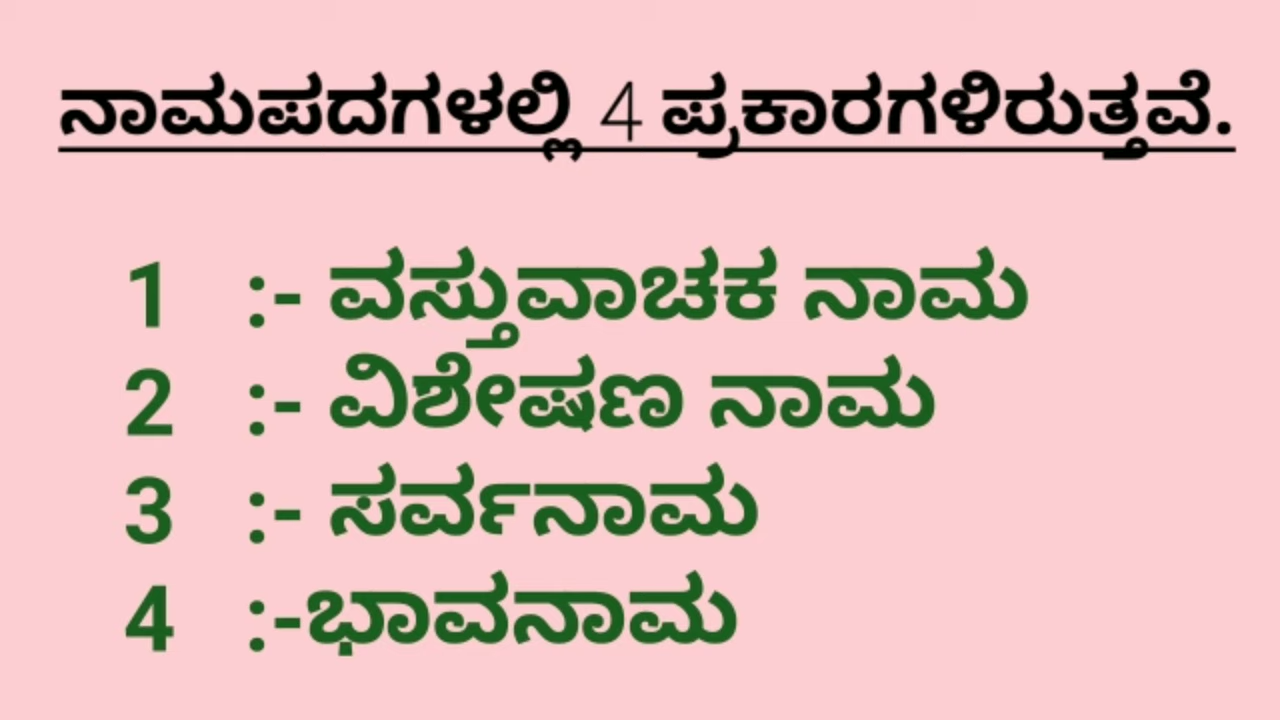 ನಾಮಪದಗಳಲ್ಲಿ 4 ಪ್ರಕಾರಗಳಿರುತ್ತವೆ.
1 :- ವಸ್ತುವಾಚಕ ನಾಮ
2 :- ವಿಶೇಷಣ ನಾಮ
3 :- ಸರ್ವನಾಮ
4 :-ಭಾವನಾಮ